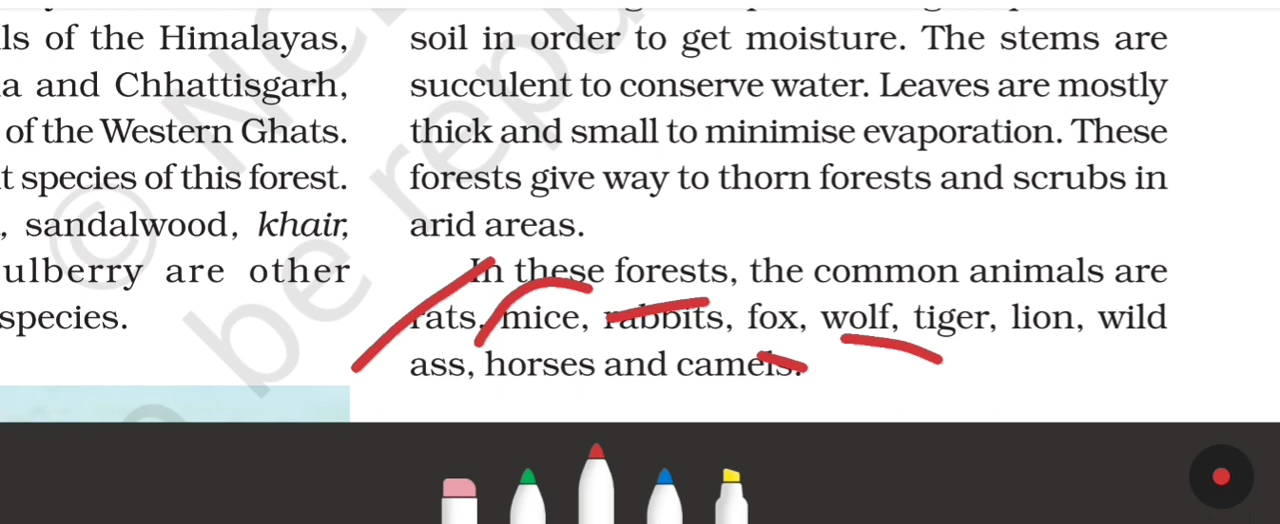 ls of the Himalayas,
a and Chhattisgarh,
of the Western Ghats.
t species of this forest.
, sandalwood, khair,
ulberry are other
species.
soil in order to get moisture. The stems are
succulent to conserve water. Leaves are mostly
thick and small to minimise evaporation. These
forests give way to thorn forests and scrubs in
arid areas.
In these forests, the common animals are
rats, mice, rabbits, fox, wolf, tiger, lion, wild
ass, horses and camels.
© NC
be repu